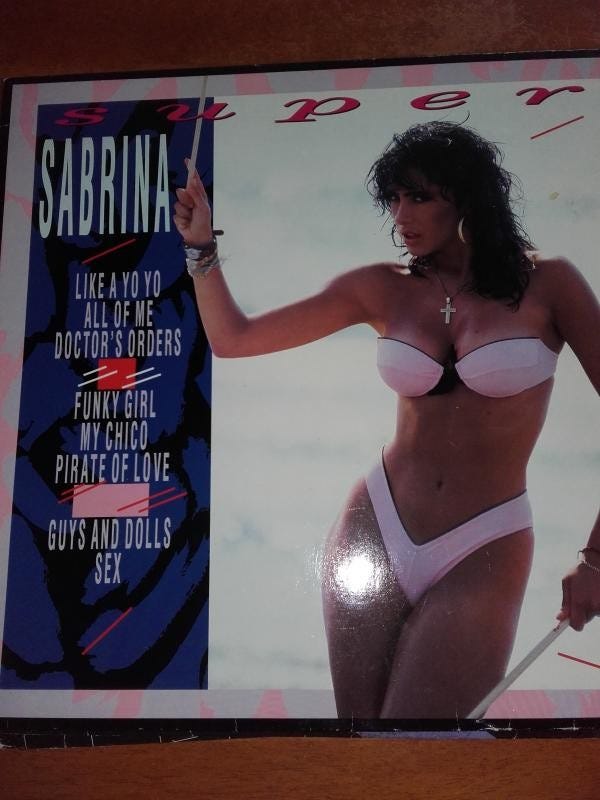 super
SABRINA
LIKE A YO YO
ALL OF ME
DOCTOR'S ORDERS
FUNKY GIRL
MY CHICO
PIRATE OF LOVE
GUYS AND DOLLS
SEX